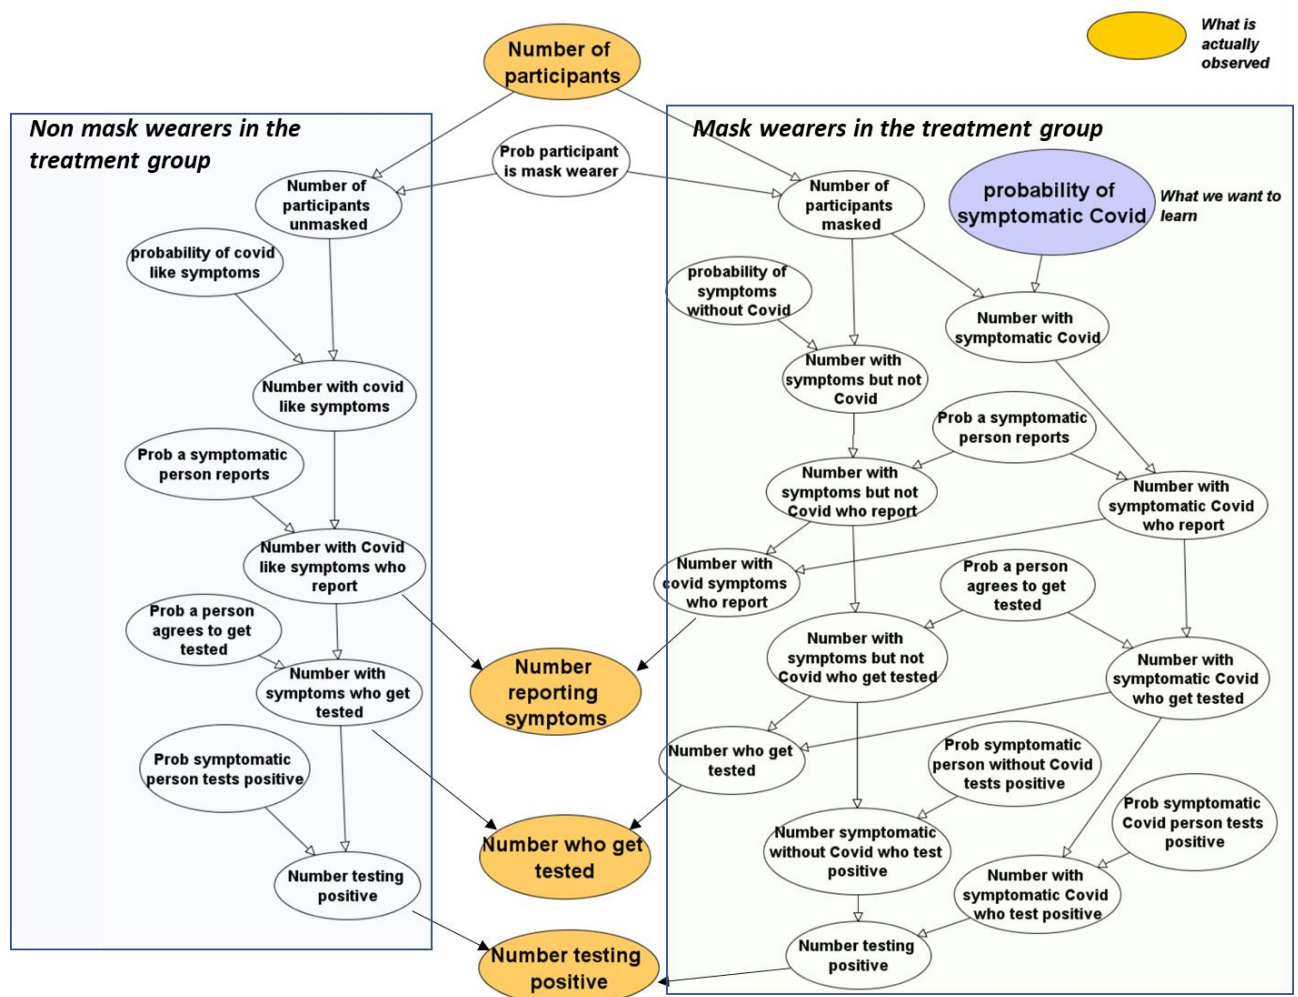 What is
actually
observed
Number of
participants
Non mask wearers in the
treatment group
Prob participant
is mask wearer
Mask wearers in the treatment group
Number of
participants
unmasked
probability of covid
like symptoms
Number with covid
like symptoms
Prob a symptomatic
person reports
Number with Covid
like symptoms who
report
Prob a person
agrees to get
tested
Number with
symptoms who get
tested
Prob symptomatic
person tests positive
Number testing
positive
Number
reporting
symptoms
Number who get
tested
Number testing
positive
Number of
participants
masked
probability of
symptomatic Covid
What we want to
learn
probability of
symptoms
without Covid
Number with
symptomatic Covid
Number with
symptoms but not
Covid
Prob a symptomatic
person reports
Number with
symptoms but not
Covid who report
Number with
symptomatic Covid
who report
Number with
covid symptoms
who report
Prob a person
agrees to get
tested
Number with
symptoms but not
Covid who get tested
Number with
symptomatic Covid
who get tested
Number who get
tested
Prob symptomatic
person without Covid
tests positive
Prob symptomatic
Covid person tests
positive
Number symptomatic
without Covid who test
positive
Number with
symptomatic Covid
who test positive
Number testing
positive